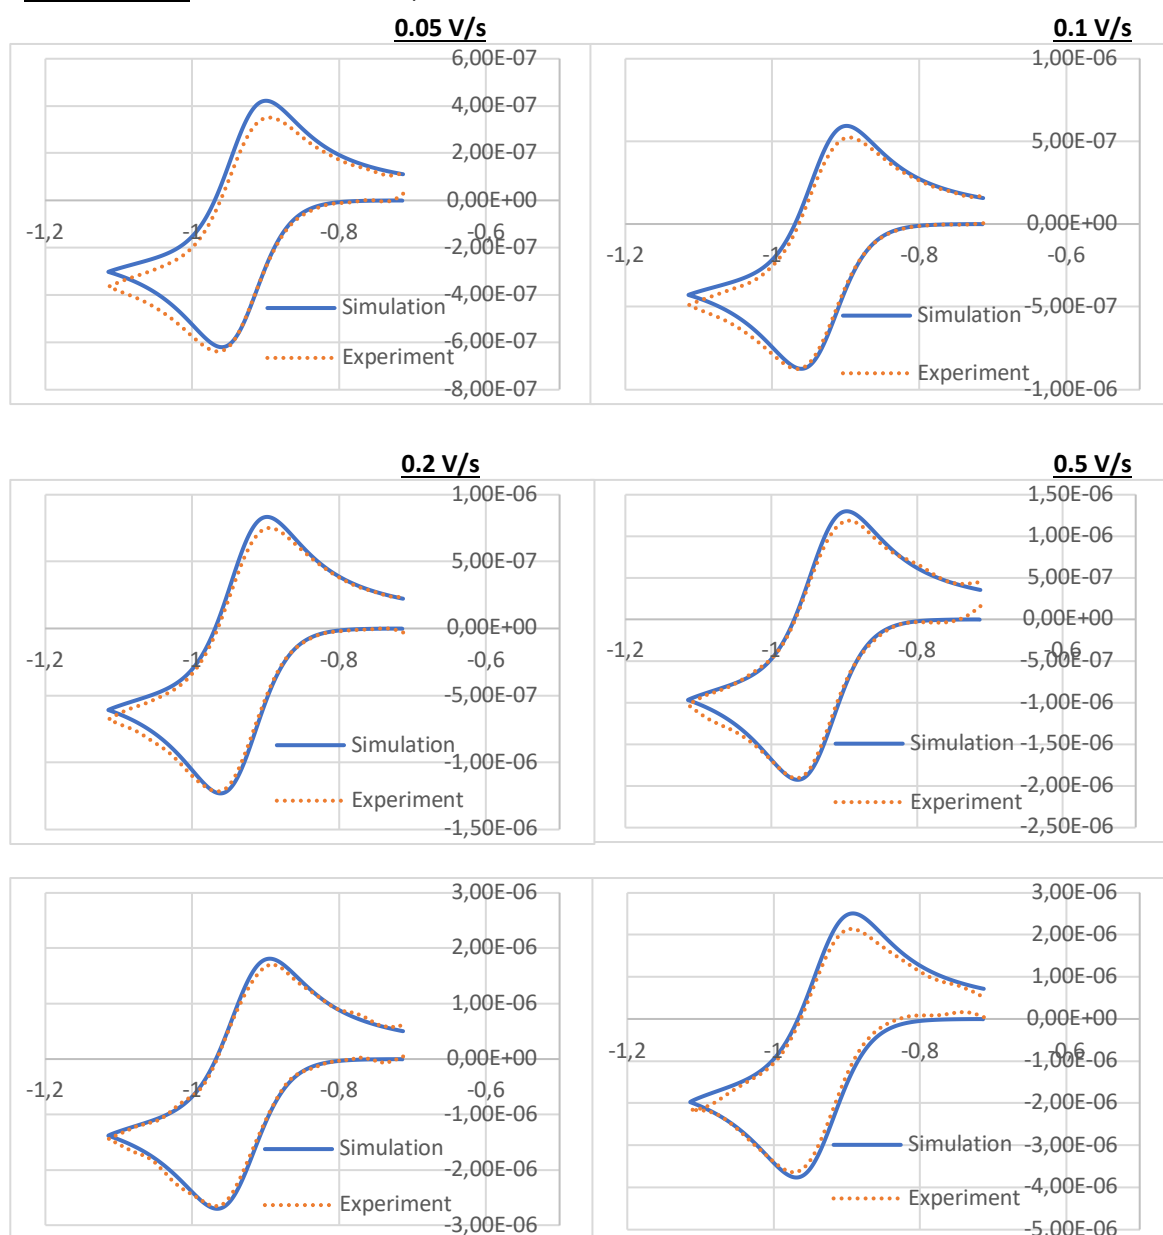 0.05 V/s
0.1 V/s
6,00E-07
4,00E-07
2,00E-07
0,00E+00
-1,2
-1
-0,8
-0,6
-2,00E-07
-4,00E-07
-6,00E-07
-8,00E-07
Simulation
Experiment
1,00E-06
5,00E-07
0,00E+00
-1,2
-1
-0,8
-0,6
-5,00E-07
-1,00E-06
Simulation
Experiment
0.2 V/s
0.5 V/s
1,00E-06
5,00E-07
0,00E+00
-1,2
-1
-0,8
-0,6
-5,00E-07
-1,00E-06
-1,50E-06
Simulation
Experiment
1,50E-06
1,00E-06
5,00E-07
0,00E+00
-1,2
-1
-0,8
-0,6
-5,00E-07
-1,00E-06
-1,50E-06
-2,00E-06
-2,50E-06
Simulation
Experiment
3,00E-06
2,00E-06
1,00E-06
0,00E+00
-1,2
-1
-0,8
-0,6
-1,00E-06
-2,00E-06
-3,00E-06
Simulation
Experiment
3,00E-06
2,00E-06
1,00E-06
0,00E+00
-1,2
-1
-0,8
-0,6
-1,00E-06
-2,00E-06
-3,00E-06
-4,00E-06
-5,00E-06
Simulation
Experiment